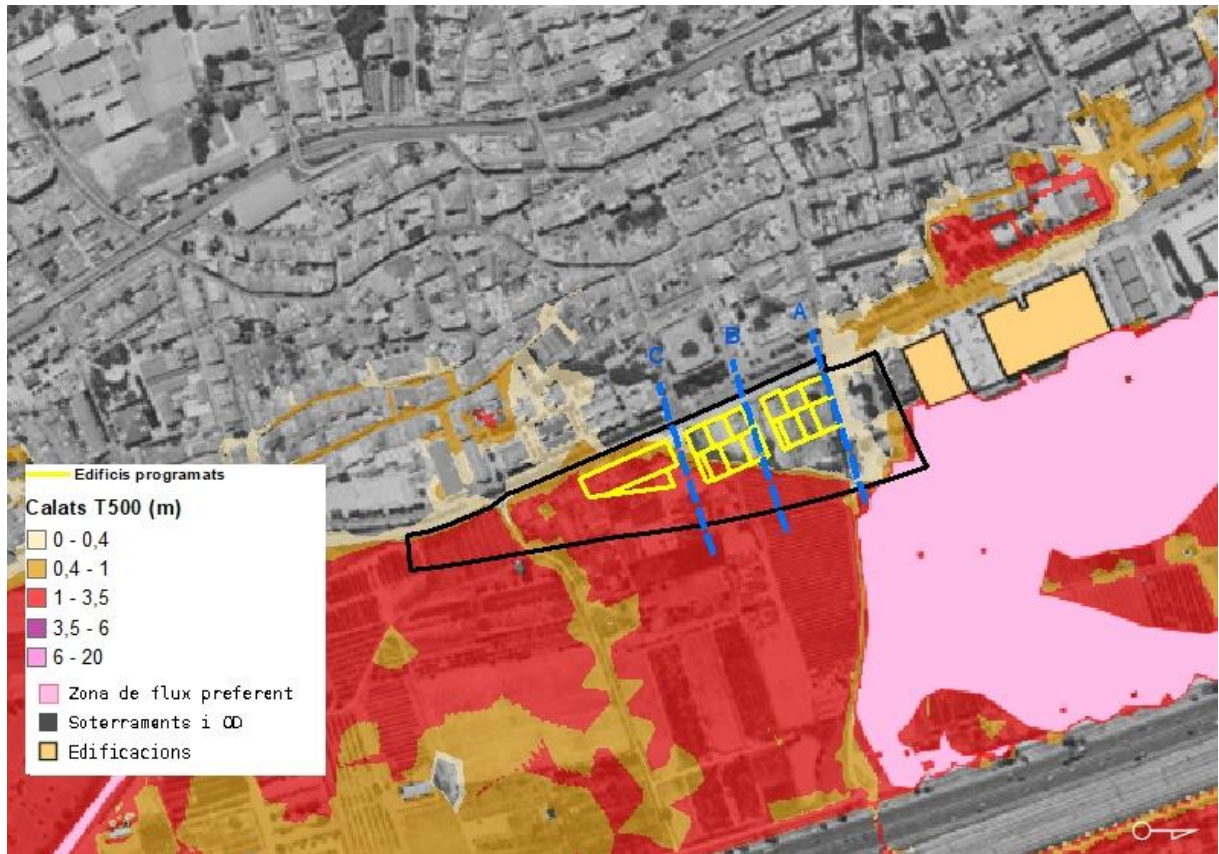 A
B
C
Edificis programats
Calats T500 (m)
0 - 0,4
0,4 - 1
1 - 3,5
3,5 - 6
6 - 20
Zona de flux preferent
Soterraments i OD
Edificacions